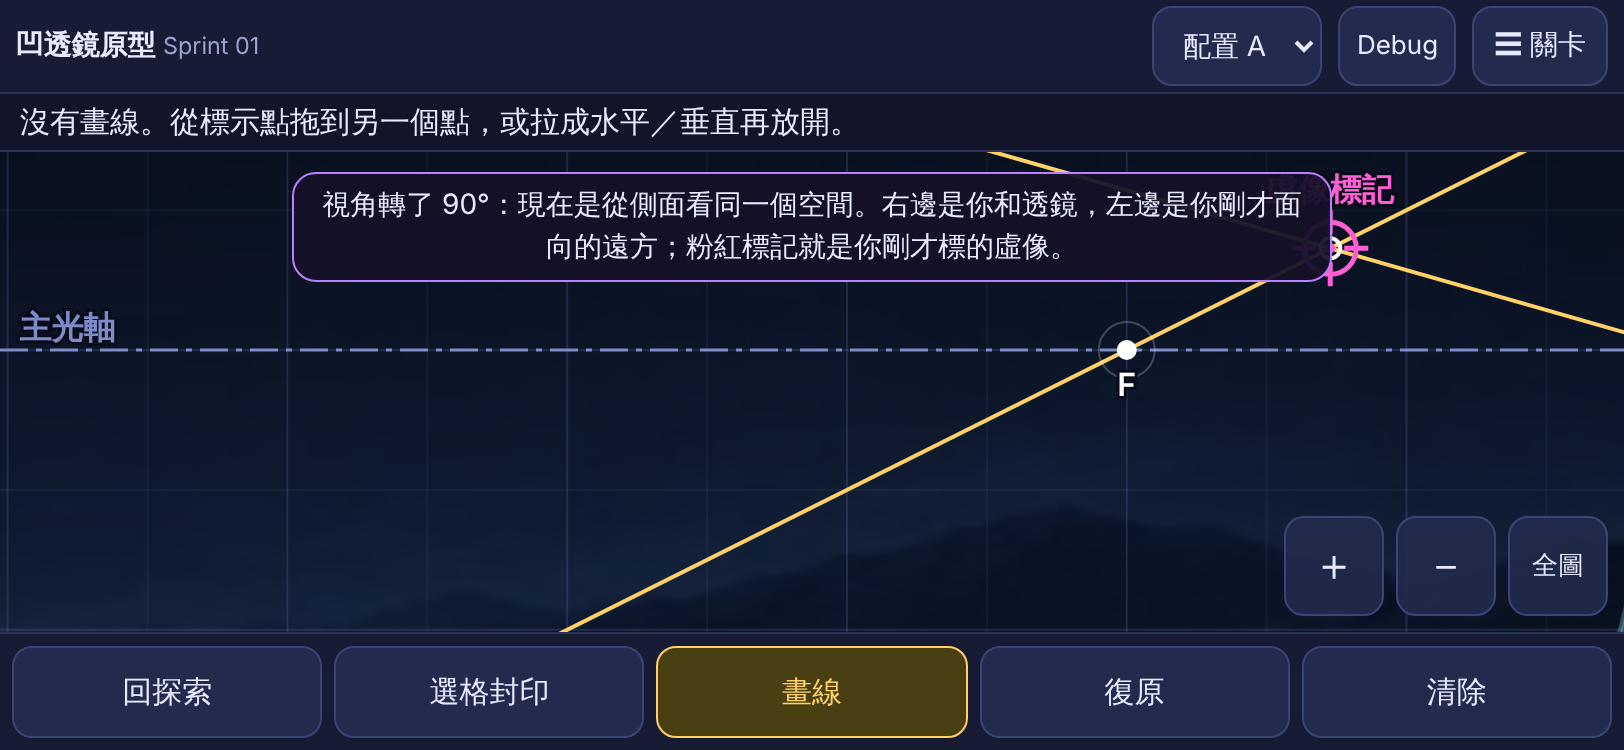 凹透鏡原型 Sprint 01
配置 A
Debug
☰ 關卡
沒有畫線。從標示點拖到另一個點，或拉成水平／垂直再放開。
虛像標記
視角轉了 90°：現在是從側面看同一個空間。右邊是你和透鏡，左邊是你剛才面
向的遠方；粉紅標記就是你剛才標的虛像。
主光軸
F
＋
－
全圖
回探索
選格封印
畫線
復原
清除